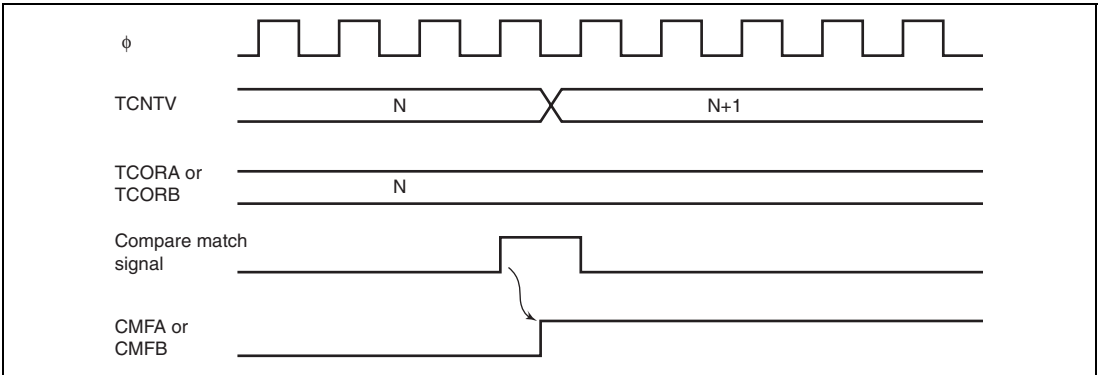 ϕ
TCNTV
N
N+1
TCORA or
TCORB
N
Compare match
signal
CMFA or
CMFB